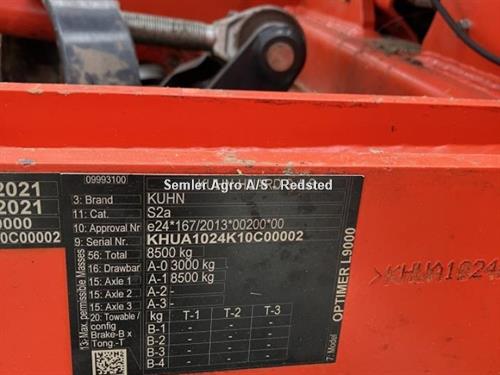 09993100
Semler Agro A/S - Redsted
3: Brand KUHN
11: Cat. S2a
10: Approval Nr e24*167/2013*00200*00
9: Serial Nr. KHUA1024K10C00002
56: Total 8500 kg
16: Drawbar A-0 3000 kg
15: Axle 1 A-1 8500 kg
15: Axle 2 A-2 -
15: Axle 3 A-3 -
20: Towable / config kg T-1 T-2 T-3
Brake-B x B-1
Tong.-T B-2
B-3
B-4
13: Max. permissible Masses
7: Model OPTIMER L9000
2021
2021
0000
0C00002
>KHUA1024